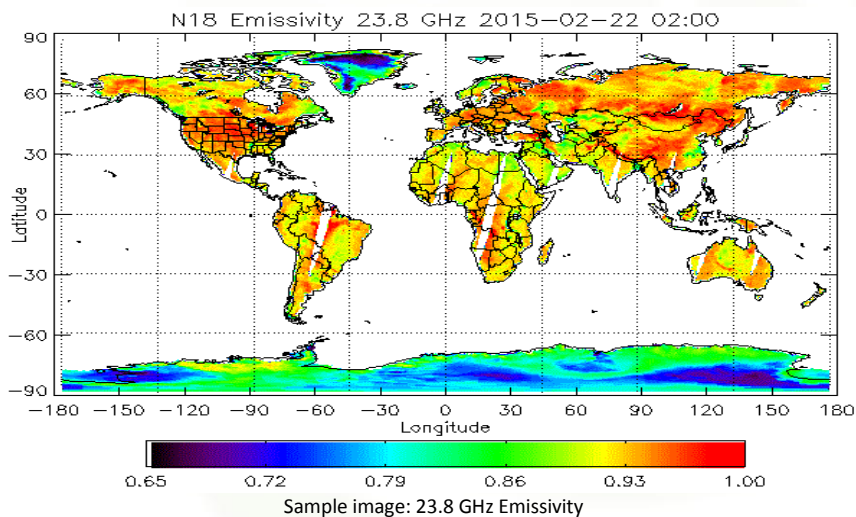 N18 Emissivity 23.8 GHz 2015−02−22 02:00
90
60
30
0
−30
−60
−90
Latitude
−180 −150 −120 −90 −60 −30 0 30 60 90 120 150 180
Longitude
0.65 0.72 0.79 0.86 0.93 1.00
Sample image: 23.8 GHz Emissivity